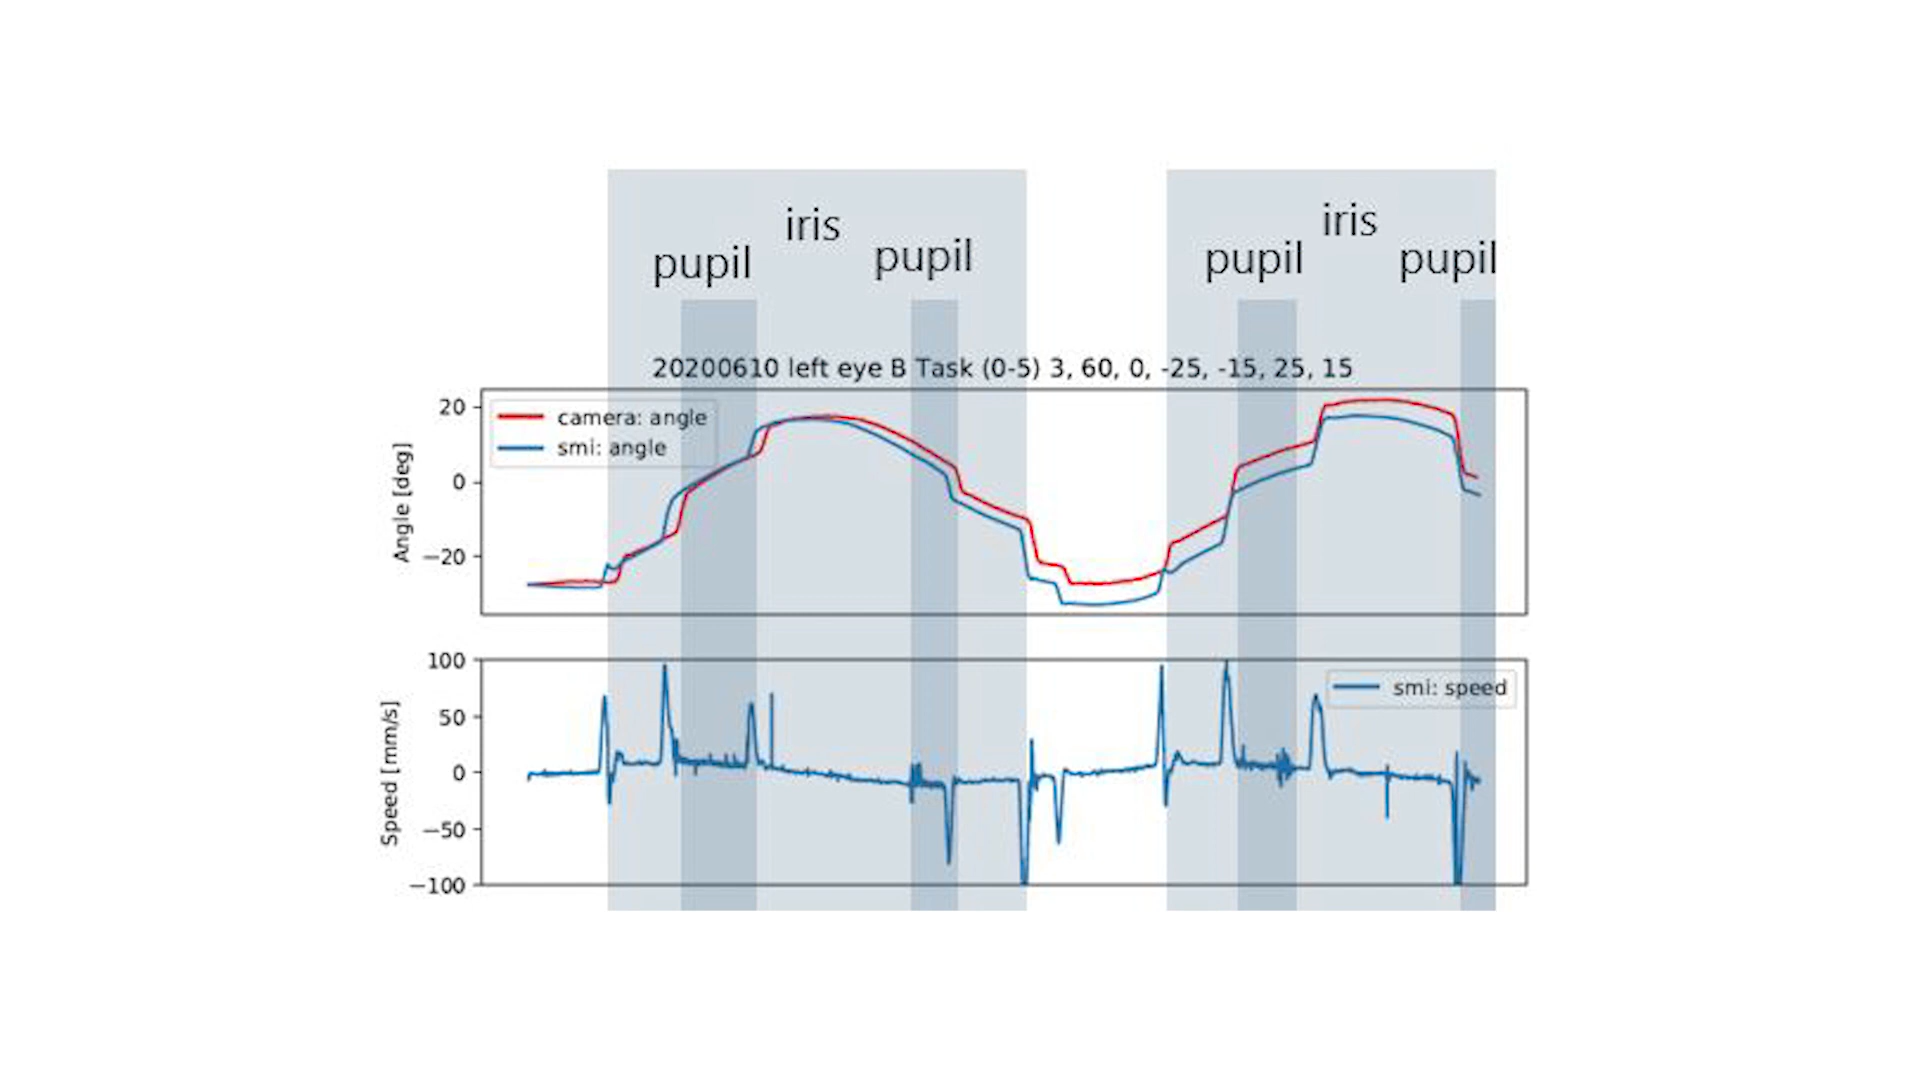 iris
iris
pupil
pupil
pupil
pupil
20200610 left eye B Task (0-5) 3, 60, 0, -25, -15, 25, 15
20
0
−20
Angle [deg]
camera: angle
smi: angle
100
50
0
−50
−100
Speed [mm/s]
smi: speed